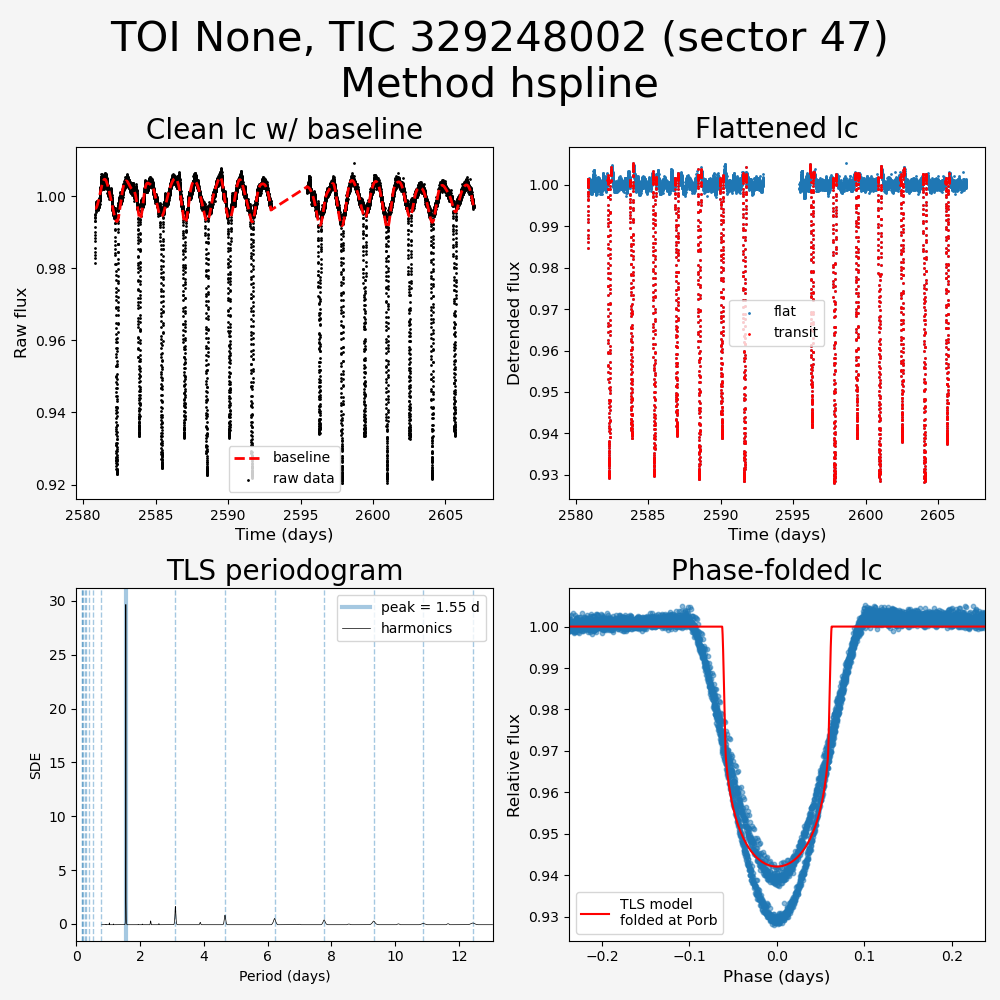 TOI None, TIC 329248002 (sector 47)
Method hspline
Clean lc w/ baseline
Raw flux
1.00
0.98
0.96
0.94
0.92
baseline
raw data
2580
2585
2590
2595
2600
2605
Time (days)
Flattened lc
Detrended flux
1.00
0.99
0.98
0.97
0.96
0.95
0.94
0.93
flat
transit
2580
2585
2590
2595
2600
2605
Time (days)
TLS periodogram
SDE
30
25
20
15
10
5
0
peak = 1.55 d
harmonics
0
2
4
6
8
10
12
Period (days)
Phase-folded lc
Relative flux
1.00
0.99
0.98
0.97
0.96
0.95
0.94
0.93
TLS model
folded at Porb
−0.2
−0.1
0.0
0.1
0.2
Phase (days)